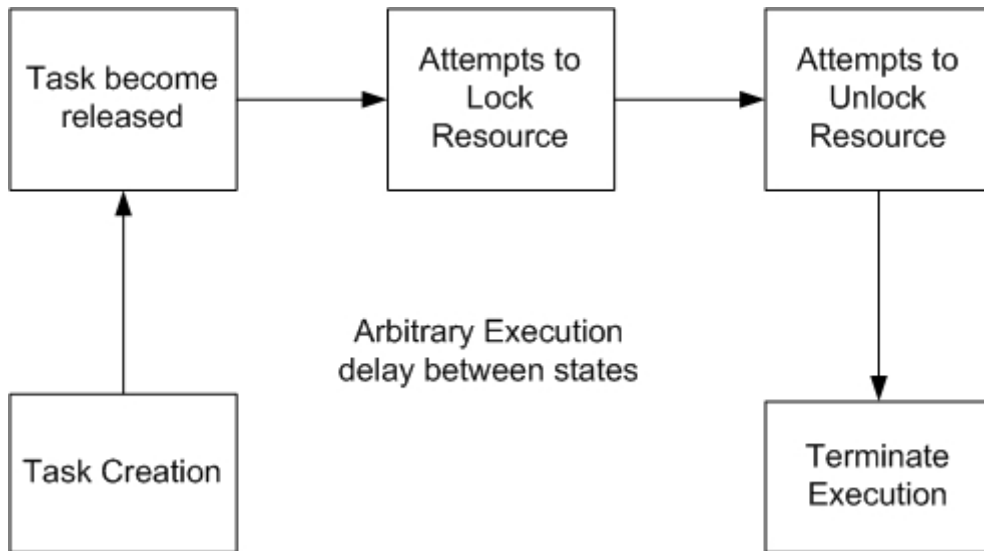 Task become
released
Attempts to
Lock
Resource
Attempts to
Unlock
Resource
Arbitrary Execution
delay between states
Task Creation
Terminate
Execution